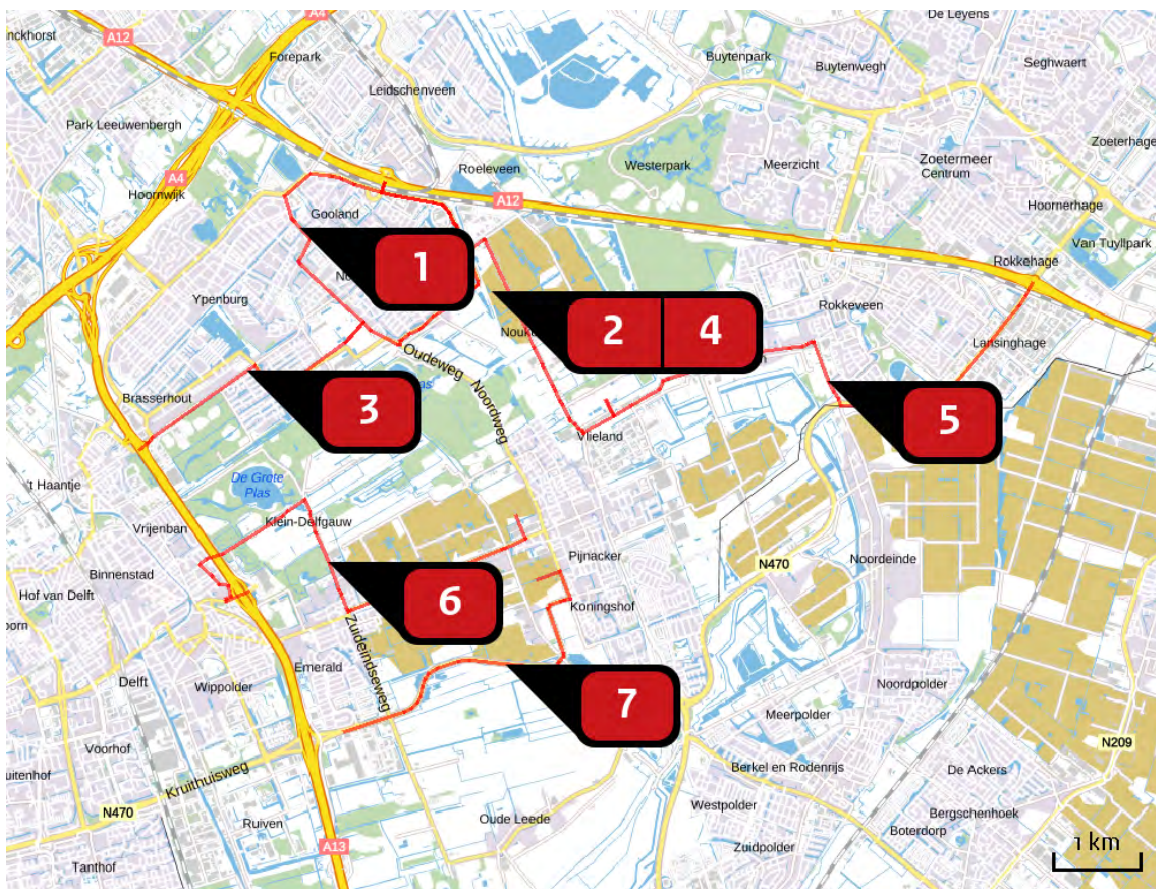 A12
A4
De Leyens
nckhorst
Forepark
Buytenpark
Buytenwegh
Seghwaert
Leidschenveen
Park Leeuwenbergh
Zoeterhage
Westerpark
Meerzicht
Zoetermeer
Centrum
Roeleveen
A4
Hoornwijk
A12
Hoornerhage
Gooland
Van Tuyllpark
Rokkehage
1
Ypenburg
Rokkeveen
2
4
Lansinghage
Oudeweg
Noordweg
Brasserhout
3
5
Vlieland
't Haantje
De Grote
Plas
Klein-Delfgauw
Vrijenban
Pijnacker
N470
Noordeinde
Binnenstad
Hof van Delft
6
Koningshof
oorn
Zuideindseweg
Emerald
Delft
Wippolder
Noordpolder
7
Meerpolder
Voorhof
N209
uitenhof
Kruithuisweg
Berkel en Rodenrijs
De Ackers
N470
Westpolder
Bergschenhoek
Ruiven
Oude Leede
Boterdorp
A13
Zuidpolder
Tanthof
1 km